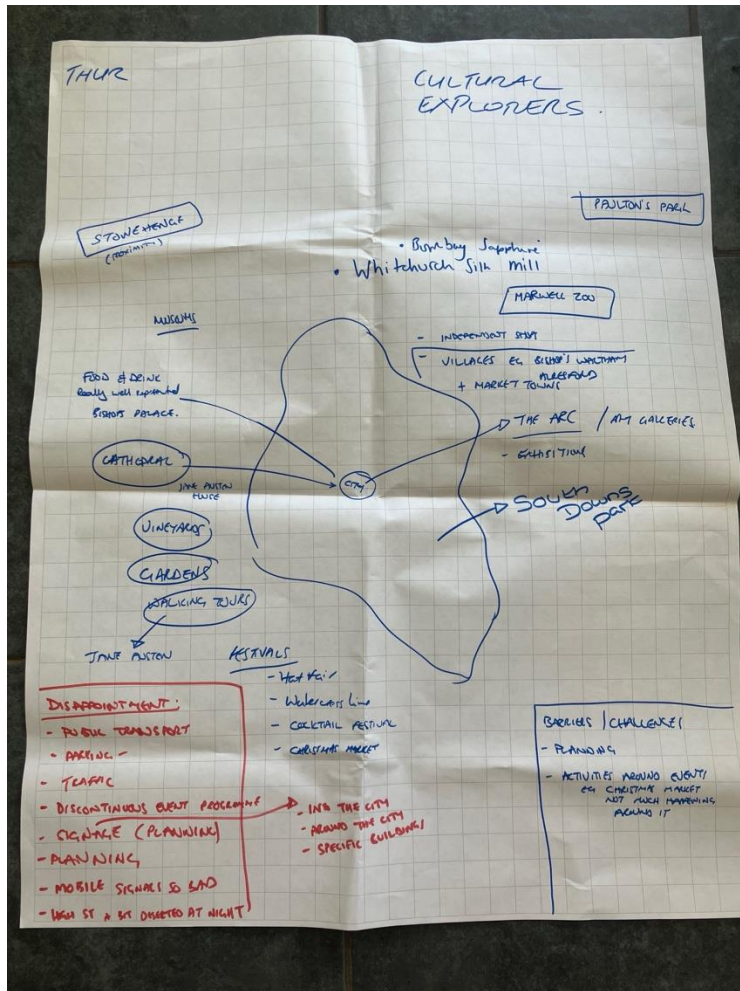 THUR
CULTURAL
EXPLORERS.
PAULTON'S PARK
STONEHENGE
(PROXIMITY)
• Bombay Sapphire
• Whitchurch Silk mill
MARWELL ZOO
MUSEUMS
- INDEPENDENT SHOP
- VILLAGES EG BISHOP'S WALTHAM
ALRESFORD
+ MARKET TOWNS
FOOD & DRINK
Really well represented
BISHOPS PALACE.
THE ARC / ART GALLERIES
- EXHIBITION
CATHEDRAL
CITY
JANE AUSTEN
HOUSE
SOUTH
DOWNS
PARK
VINEYARDS
GARDENS
WALKING TOURS
JANE AUSTEN
FESTIVALS
- Hat Fair
- Watercress Line
- COCKTAIL FESTIVAL
- CHRISTMAS MARKET
DISAPPOINTMENT:
- PUBLIC TRANSPORT
- PARKING -
- TRAFFIC
- DISCONTINUOUS EVENT PROGRAMME
- SIGNAGE (PLANNING)
- PLANNING
- MOBILE SIGNALS SO BAD
- HIGH ST A BIT DESERTED AT NIGHT
- INTO THE CITY
- AROUND THE CITY
- SPECIFIC BUILDINGS
BARRIERS / CHALLENGES
- PLANNING
- ACTIVITIES AROUND EVENTS
EG CHRISTMAS MARKET
NOT MUCH HAPPENING
AROUND IT